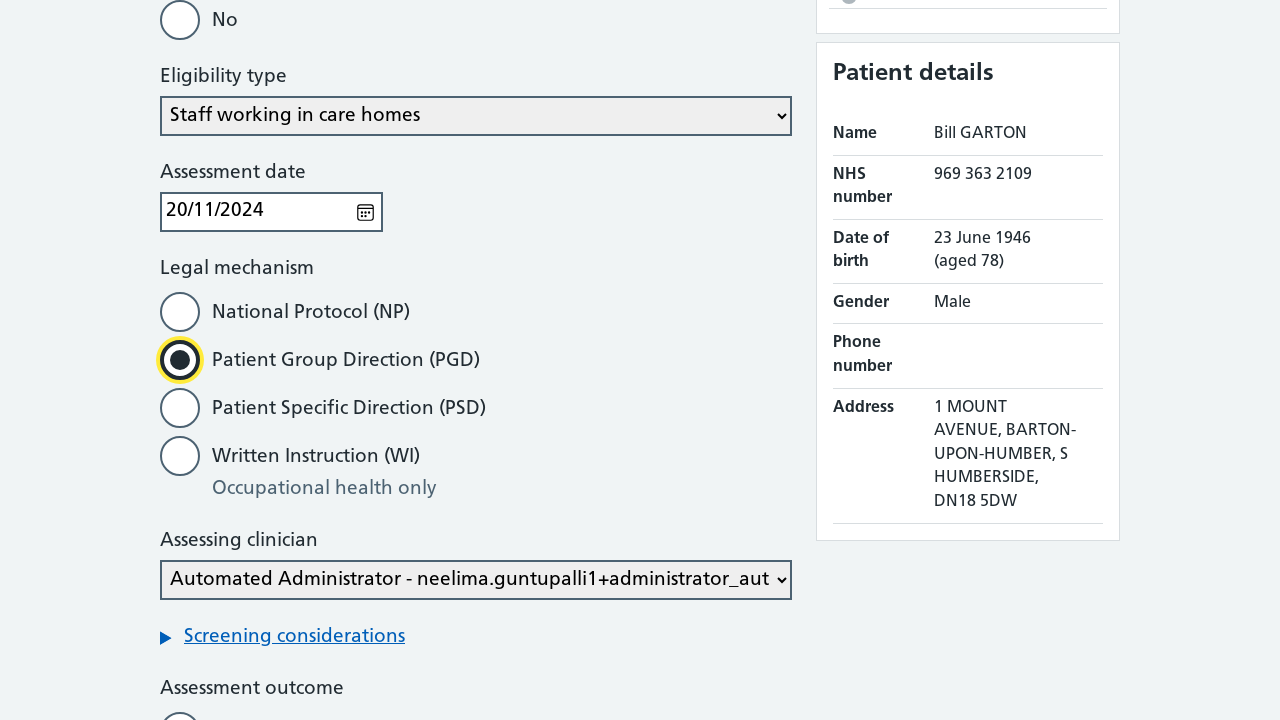 No
Eligibility type
Staff working in care homes
Assessment date
20/11/2024
Legal mechanism
National Protocol (NP)
Patient Group Direction (PGD)
Patient Specific Direction (PSD)
Written Instruction (WI)
Occupational health only
Assessing clinician
Automated Administrator - neelima.guntupalli1+administrator_aut
Screening considerations
Assessment outcome
Patient details
Name Bill GARTON
NHS number 969 363 2109
Date of birth 23 June 1946 (aged 78)
Gender Male
Phone number
Address 1 MOUNT
AVENUE, BARTON-
UPON-HUMBER, S
HUMBERSIDE,
DN18 5DW